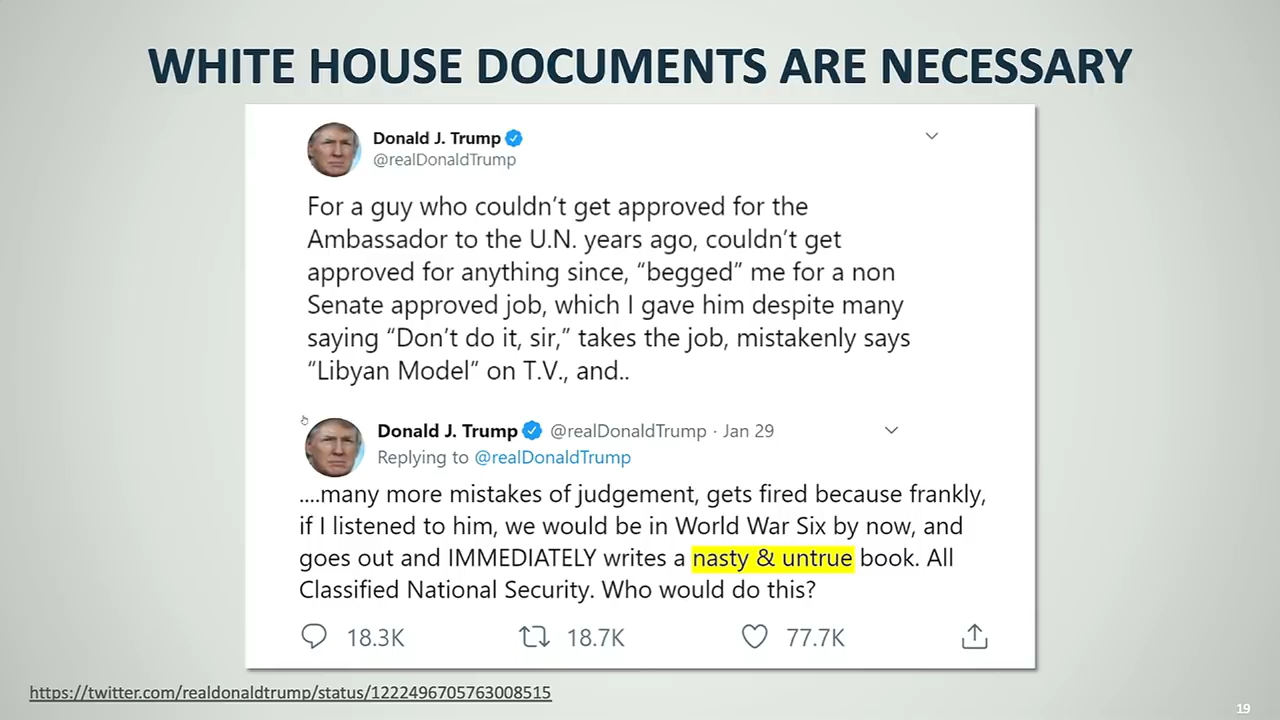 WHITE HOUSE DOCUMENTS ARE NECESSARY
Donald J. Trump
@realDonaldTrump
For a guy who couldn’t get approved for the
Ambassador to the U.N. years ago, couldn’t get
approved for anything since, “begged” me for a non
Senate approved job, which I gave him despite many
saying “Don’t do it, sir,” takes the job, mistakenly says
“Libyan Model” on T.V., and..
Donald J. Trump @realDonaldTrump · Jan 29
Replying to @realDonaldTrump
....many more mistakes of judgement, gets fired because frankly,
if I listened to him, we would be in World War Six by now, and
goes out and IMMEDIATELY writes a nasty & untrue book. All
Classified National Security. Who would do this?
18.3K 18.7K 77.7K
https://twitter.com/realdonaldtrump/status/1222496705763008515
19